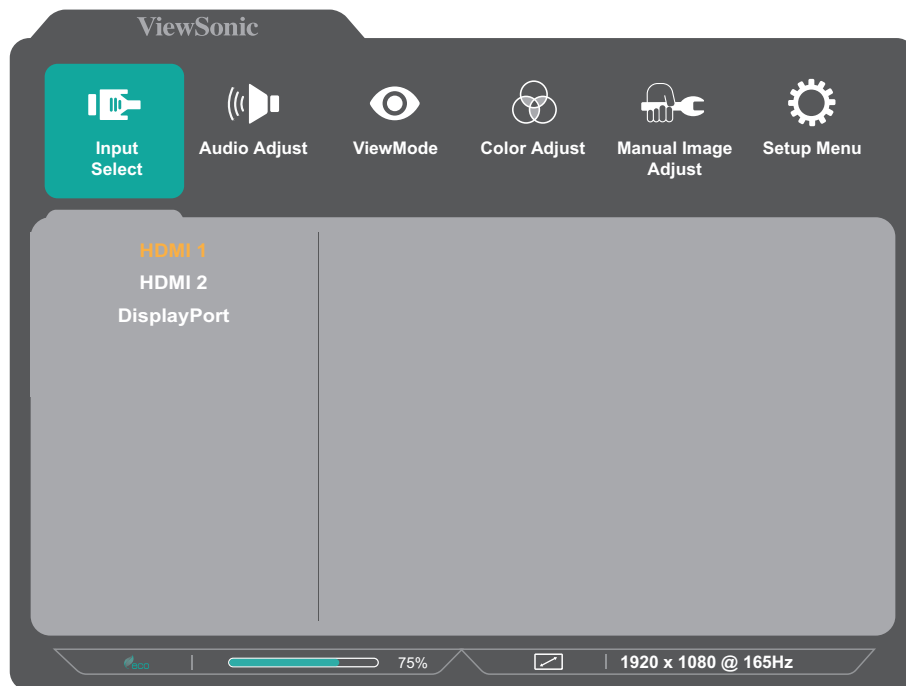 ViewSonic
Input
Select
Audio Adjust
ViewMode
Color Adjust
Manual Image
Adjust
Setup Menu
HDMI 1
HDMI 2
DisplayPort
ECO
75%
1920 x 1080 @ 165Hz